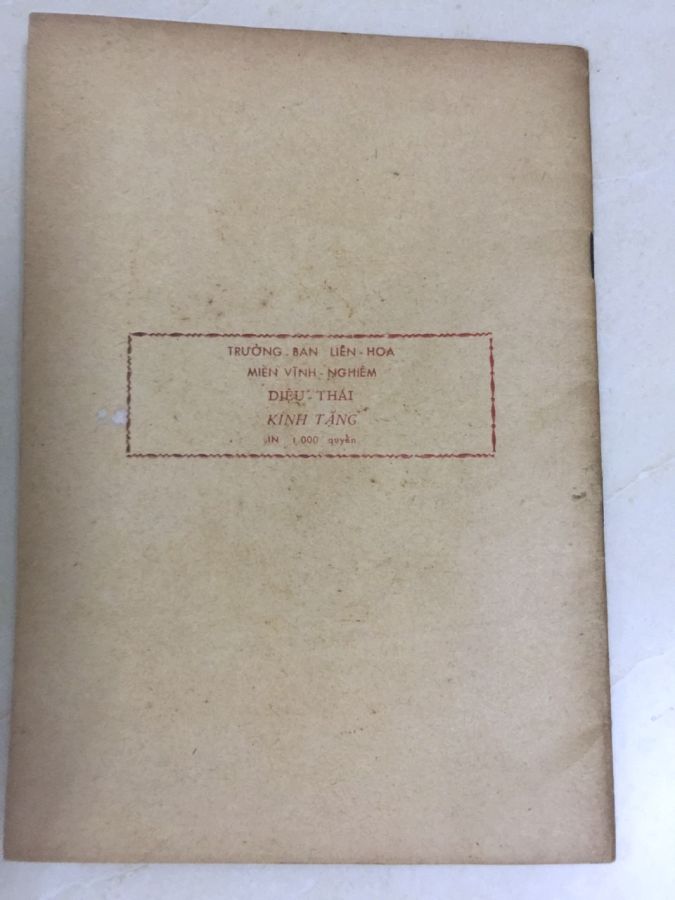 TRƯỞNG - BAN LIÊN - HOA
MIỀN VĨNH - NGHIÊM
DIỆU - THÁI
KÍNH TẶNG
IN 1.000 quyển